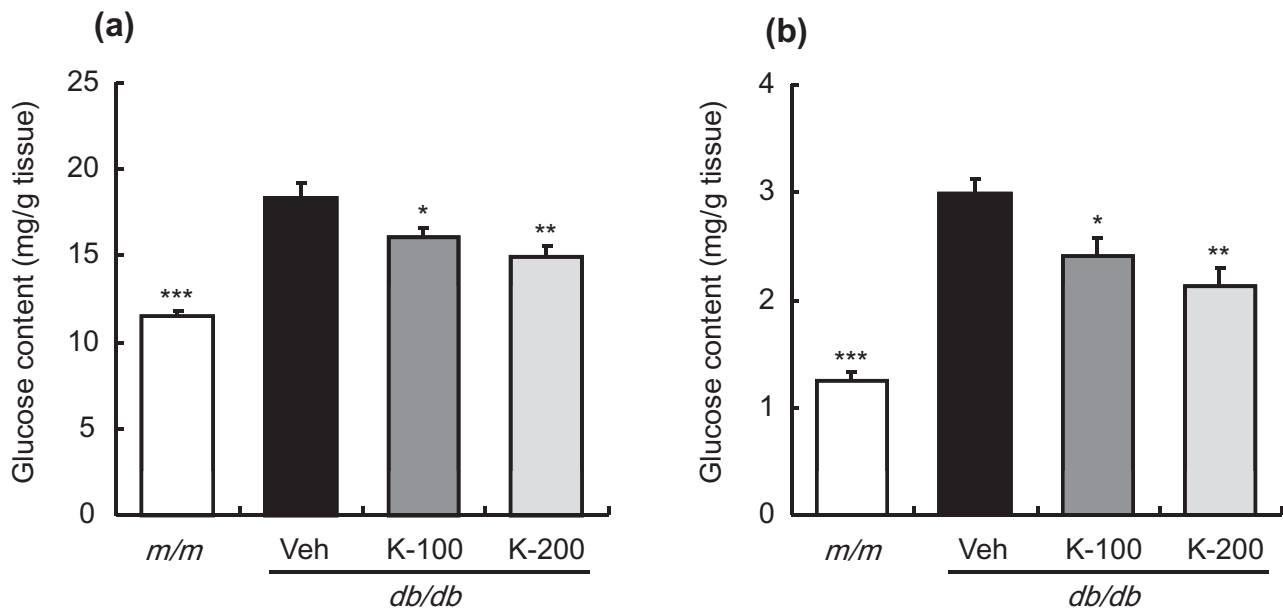 (a)
Glucose content (mg/g tissue)
25
20
15
10
5
0
***
*
**
m/m
Veh
K-100
K-200
db/db
(b)
Glucose content (mg/g tissue)
4
3
2
1
0
***
*
**
m/m
Veh
K-100
K-200
db/db